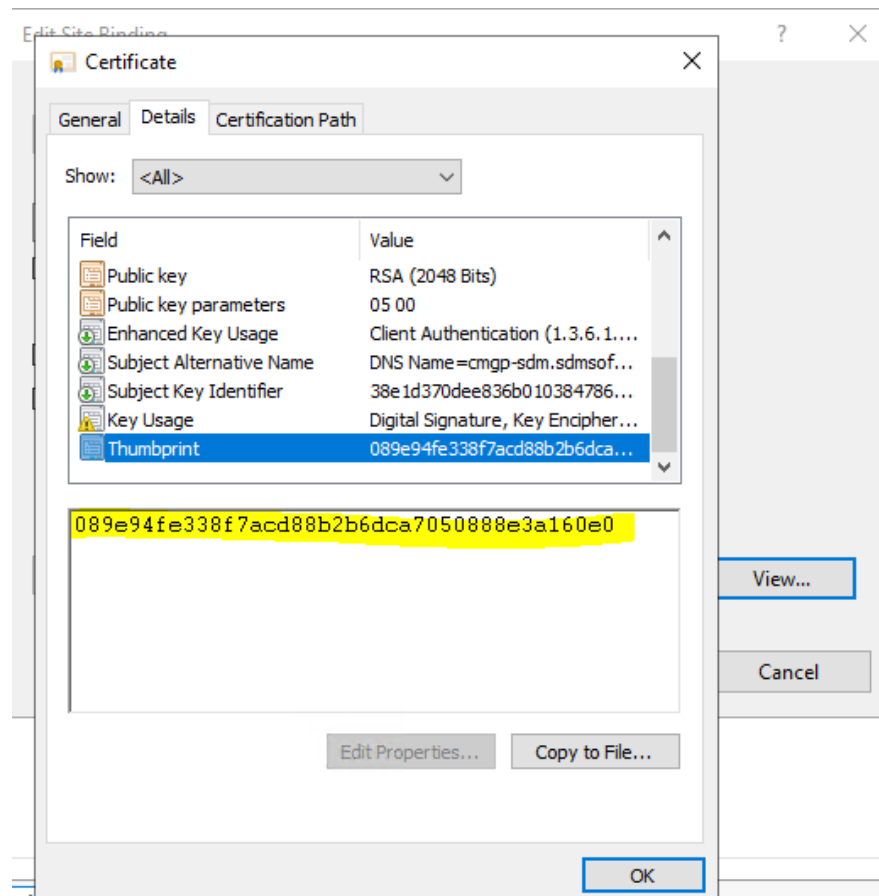 Edit Site Binding
?
Certificate
General Details Certification Path
Show: <All>
Field Value
Public key RSA (2048 Bits)
Public key parameters 05 00
Enhanced Key Usage Client Authentication (1.3.6.1....
Subject Alternative Name DNS Name=cmgp-sdm.sdmsof...
Subject Key Identifier 38e1d370dee836b010384786...
Key Usage Digital Signature, Key Encipher...
Thumbprint 089e94fe338f7acd88b2b6dca...
089e94fe338f7acd88b2b6dca7050888e3a160e0
View...
Cancel
Edit Properties... Copy to File...
OK